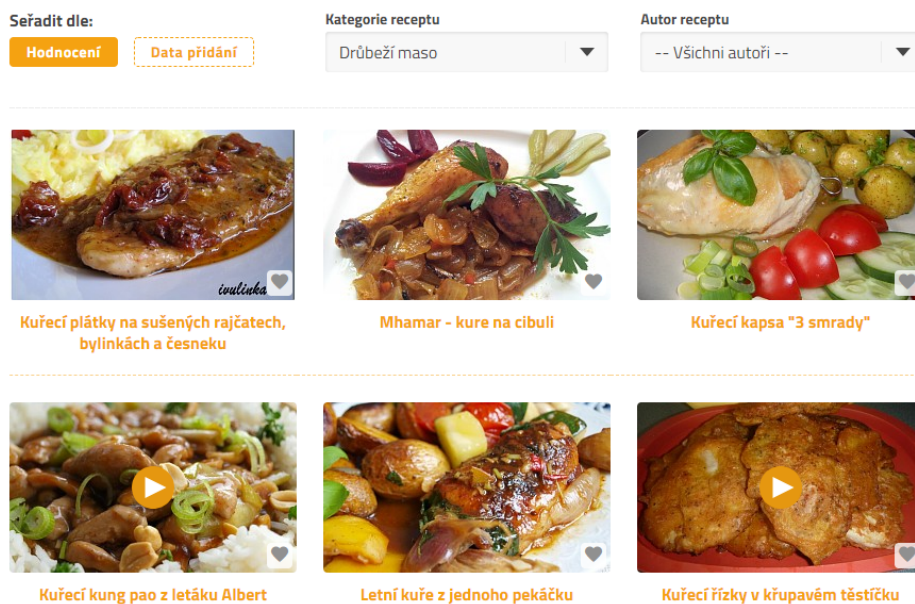 Seřadit dle:
Kategorie receptu
Autor receptu
Hodnocení
Data přidání
Drůbeží maso
-- Všichni autoři --
ivulinka
Kuřecí plátky na sušených rajčatech,
bylinkách a česneku
Mhamar - kure na cibuli
Kuřecí kapsa "3 smrady"
Kuřecí kung pao z letáku Albert
Letní kuře z jednoho pekáčku
Kuřecí řízky v křupavém těstíčku